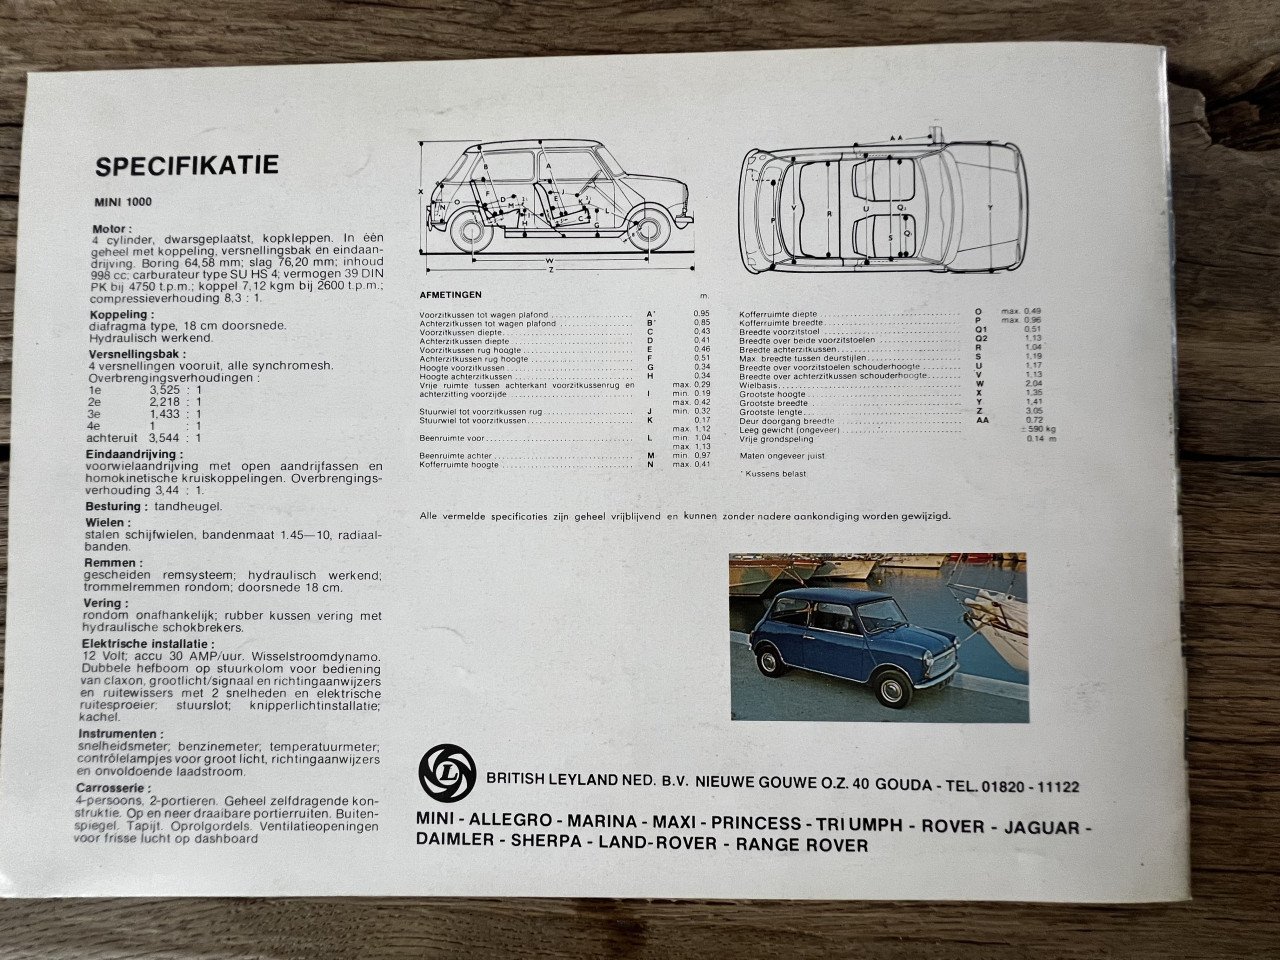 SPECIFIKATIE
MINI 1000
Motor :
4 cylinder, dwarsgeplaatst, kopkleppen. In één
geheel met koppeling, versnellingsbak en eindaan-
drijving. Boring 64,58 mm; slag 76,20 mm; inhoud
998 cc; carburateur type SU HS 4; vermogen 39 DIN
PK bij 4750 t.p.m.; koppel 7,12 kgm bij 2600 t.p.m.;
compressieverhouding 8,3 : 1.
Koppeling :
diafragma type, 18 cm doorsnede.
Hydraulisch werkend.
Versnellingsbak :
4 versnellingen vooruit, alle synchromesh.
Overbrengingsverhoudingen :
1e 3,525 : 1
2e 2,218 : 1
3e 1,433 : 1
4e 1 : 1
achteruit 3,544 : 1
Eindaandrijving :
voorwielaandrijving met open aandrijfassen en
homokinetische kruiskoppelingen. Overbrengings-
verhouding 3,44 : 1.
Besturing : tandheugel.
Wielen :
stalen schijfwielen, bandenmaat 1.45—10, radiaal-
banden.
Remmen :
gescheiden remsysteem; hydraulisch werkend;
trommelremmen rondom; doorsnede 18 cm.
Vering :
rondom onafhankelijk; rubber kussen vering met
hydraulische schokbrekers.
Elektrische installatie :
12 Volt; accu 30 AMP/uur. Wisselstroomdynamo.
Dubbele hefboom op stuurkolom voor bediening
van claxon, grootlicht/signaal en richtingaanwijzers
en ruitewissers met 2 snelheden en elektrische
ruitesproeier; stuurslot; knipperlichtinstallatie;
kachel.
Instrumenten :
snelheidsmeter; benzinemeter; temperatuurmeter;
contrôlelampjes voor groot licht, richtingaanwijzers
en onvoldoende laadstroom.
Carrosserie :
4-persoons, 2-portieren. Geheel zelfdragende kon-
struktie. Op en neer draaibare portierruiten. Buiten-
spiegel. Tapijt. Oprolgordels. Ventilatieopeningen
voor frisse lucht op dashboard
AFMETINGEN m.
Voorzitkussen tot wagen plafond A* 0,95
Achterzitkussen tot wagen plafond B* 0,85
Voorzitkussen diepte C 0,43
Achterzitkussen diepte D 0,41
Voorzitkussen rug hoogte E 0,46
Achterzitkussen rug hoogte F 0,51
Hoogte voorzitkussen G 0,34
Hoogte achterzitkussen H 0,34
Vrije ruimte tussen achterkant voorzitkussenrug en max. 0,29
achterzitting voorzijde I min. 0,19
max. 0,42
Stuurwiel tot voorzitkussen rug J min. 0,32
Stuurwiel tot voorzitkussen K 0,17
max. 1,12
Beenruimte voor L min. 1,04
max. 1,13
Beenruimte achter M min. 0,97
Kofferruimte hoogte N max. 0,41
Kofferruimte diepte O max. 0,49
Kofferruimte breedte P max. 0,96
Breedte voorzitstoel Q1 0,51
Breedte over beide voorzitstoelen Q2 1,13
Breedte achterzitkussen R 1,04
Max. breedte tussen deurstijlen S 1,19
Breedte over voorzitstoelen schouderhoogte U 1,17
Breedte over achterzitkussen schouderhoogte V 1,13
Wielbasis W 2,04
Grootste hoogte X 1,35
Grootste breedte Y 1,41
Grootste lengte Z 3,05
Deur doorgang breedte AA 0,72
Leeg gewicht (ongeveer) ± 590 kg
Vrije grondspeling 0,14 m
Maten ongeveer juist
* Kussens belast
Alle vermelde specificaties zijn geheel vrijblijvend en kunnen zonder nadere aankondiging worden gewijzigd.
L BRITISH LEYLAND NED. B.V. NIEUWE GOUWE O.Z. 40 GOUDA - TEL. 01820 - 11122
MINI - ALLEGRO - MARINA - MAXI - PRINCESS - TRIUMPH - ROVER - JAGUAR -
DAIMLER - SHERPA - LAND-ROVER - RANGE ROVER